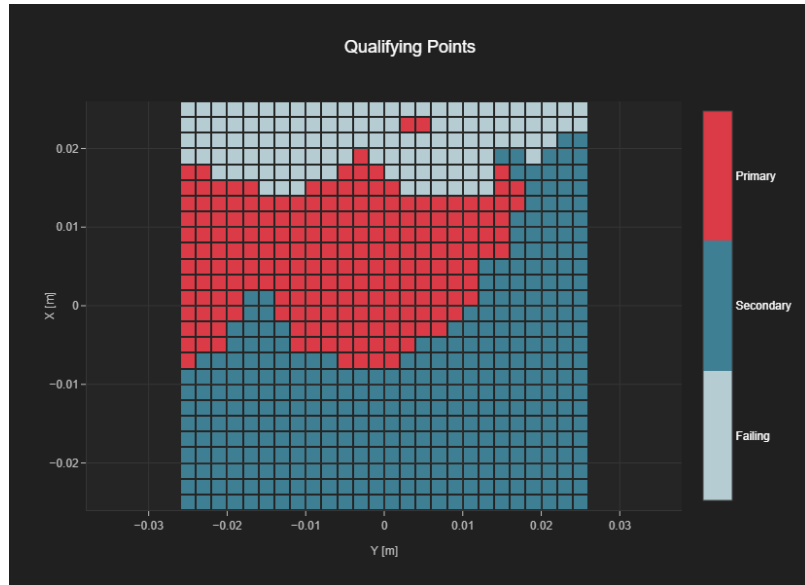 Qualifying Points
0.02
0.01
0
−0.01
−0.02
X [m]
−0.03
−0.02
−0.01
0
0.01
0.02
0.03
Y [m]
Primary
Secondary
Failing